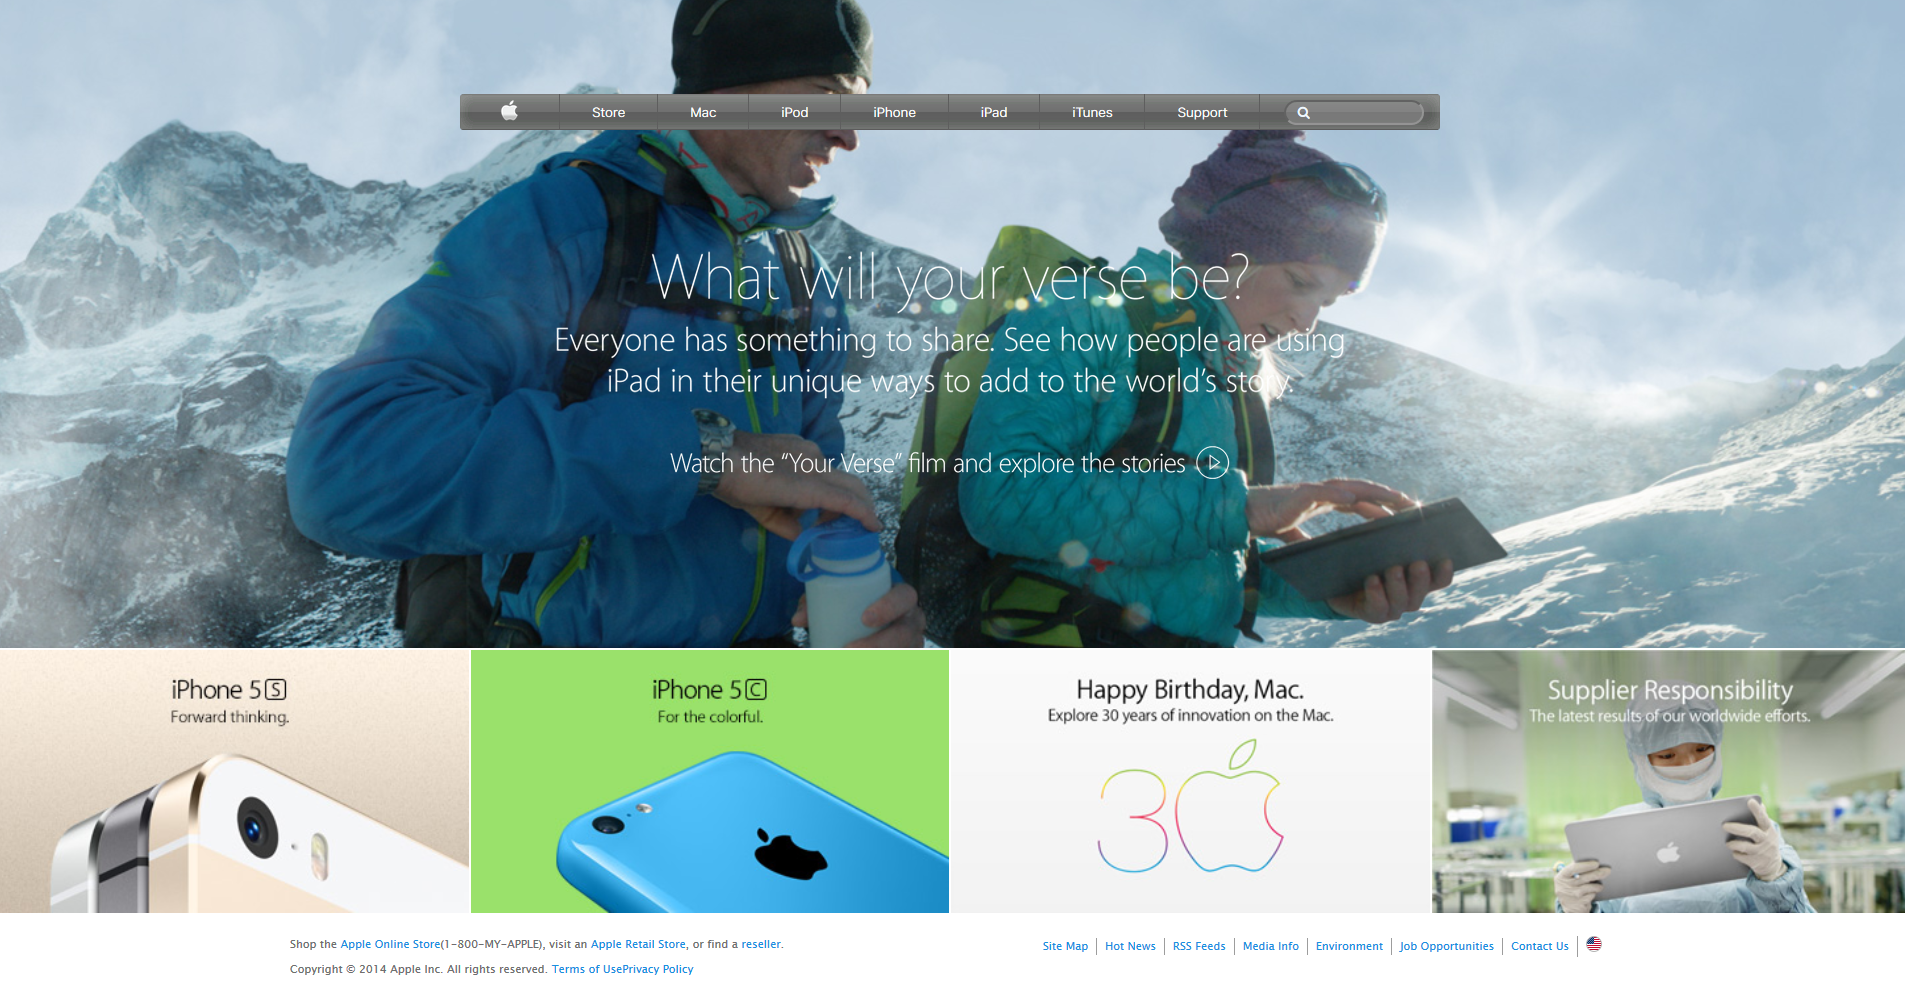 Store Mac iPod iPhone iPad iTunes Support
What will your verse be?
Everyone has something to share. See how people are using
iPad in their unique ways to add to the world's story.
Watch the “Your Verse” film and explore the stories
iPhone 5S
Forward thinking.
iPhone 5C
For the colorful.
Happy Birthday, Mac.
Explore 30 years of innovation on the Mac.
30
Supplier Responsibility
The latest results of our worldwide efforts.
Shop the Apple Online Store(1-800-MY-APPLE), visit an Apple Retail Store, or find a reseller.
Site Map Hot News RSS Feeds Media Info Environment Job Opportunities Contact Us
Copyright © 2014 Apple Inc. All rights reserved. Terms of UsePrivacy Policy